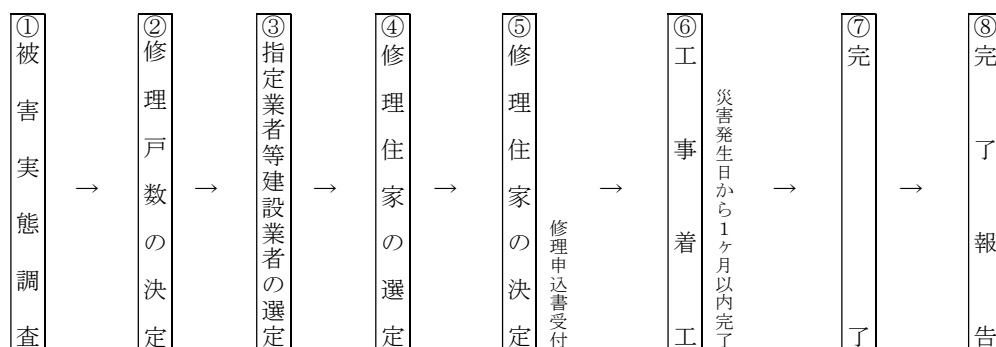 ①被害実態調査
→
②修理戸数の決定
→
③指定業者等建設業者の選定
→
④修理住家の選定
→
⑤修理住家の決定
修理申込書受付
→
⑥工事着工
災害発生日から1ヶ月以内完了
→
⑦完了
→
⑧完了報告